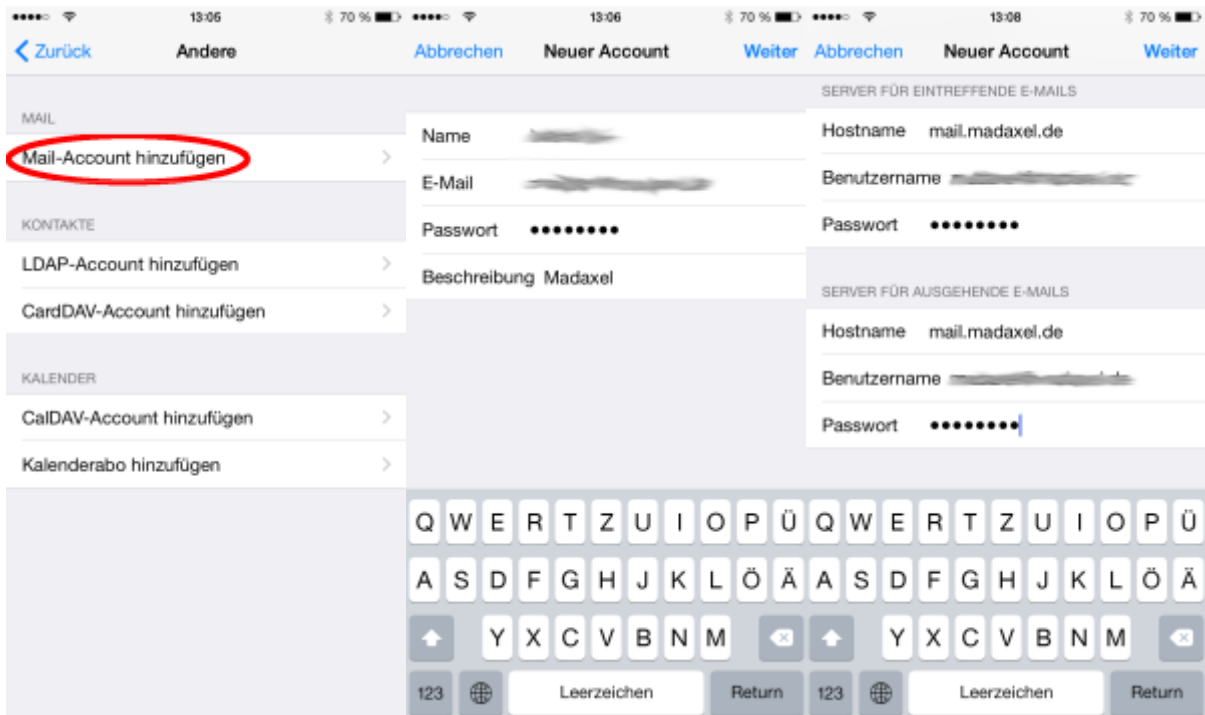 13:05
70 %
Zurück
Andere
MAIL
Mail-Account hinzufügen
KONTAKTE
LDAP-Account hinzufügen
CardDAV-Account hinzufügen
KALENDER
CalDAV-Account hinzufügen
Kalenderabo hinzufügen
13:06
70 %
Abbrechen
Neuer Account
Weiter
Name
E-Mail
Passwort
Beschreibung Madaxel
Q W E R T Z U I O P Ü
A S D F G H J K L Ö Ä
Y X C V B N M
123
Leerzeichen
Return
13:08
70 %
Abbrechen
Neuer Account
Weiter
SERVER FÜR EINTREFFENDE E-MAILS
Hostname mail.madaxel.de
Benutzername
Passwort
SERVER FÜR AUSGEHENDE E-MAILS
Hostname mail.madaxel.de
Benutzername
Passwort
Q W E R T Z U I O P Ü
A S D F G H J K L Ö Ä
Y X C V B N M
123
Leerzeichen
Return